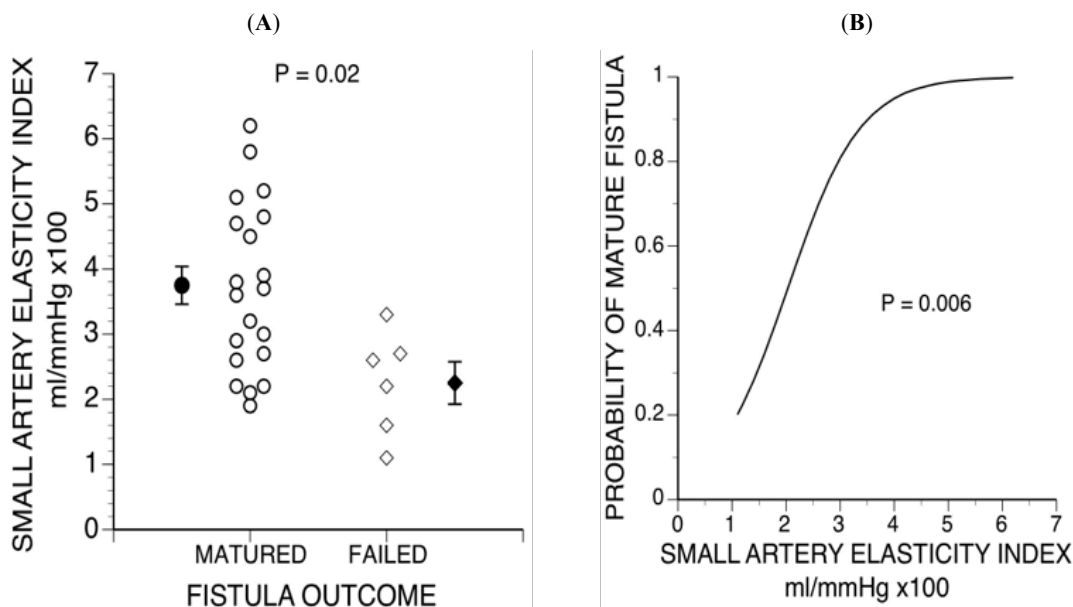 (A)
SMALL ARTERY ELASTICITY INDEX
ml/mmHg x100
7
6
5
4
3
2
1
0
P = 0.02
MATURED FAILED
FISTULA OUTCOME
(B)
PROBABILITY OF MATURE FISTULA
1
0.8
0.6
0.4
0.2
0
P = 0.006
0 1 2 3 4 5 6 7
SMALL ARTERY ELASTICITY INDEX
ml/mmHg x100